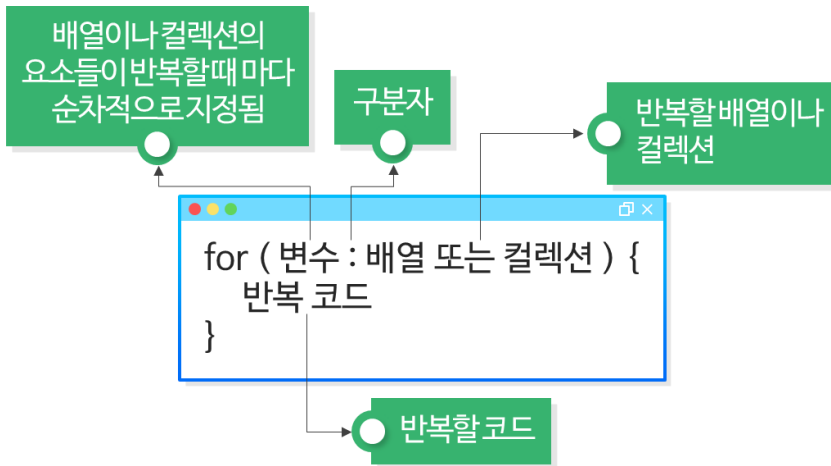 배열이나 컬렉션의
요소들이 반복할 때 마다
순차적으로 지정됨
구분자
반복할 배열이나
컬렉션
for ( 변수 : 배열 또는 컬렉션 ) {
반복 코드
}
반복할 코드